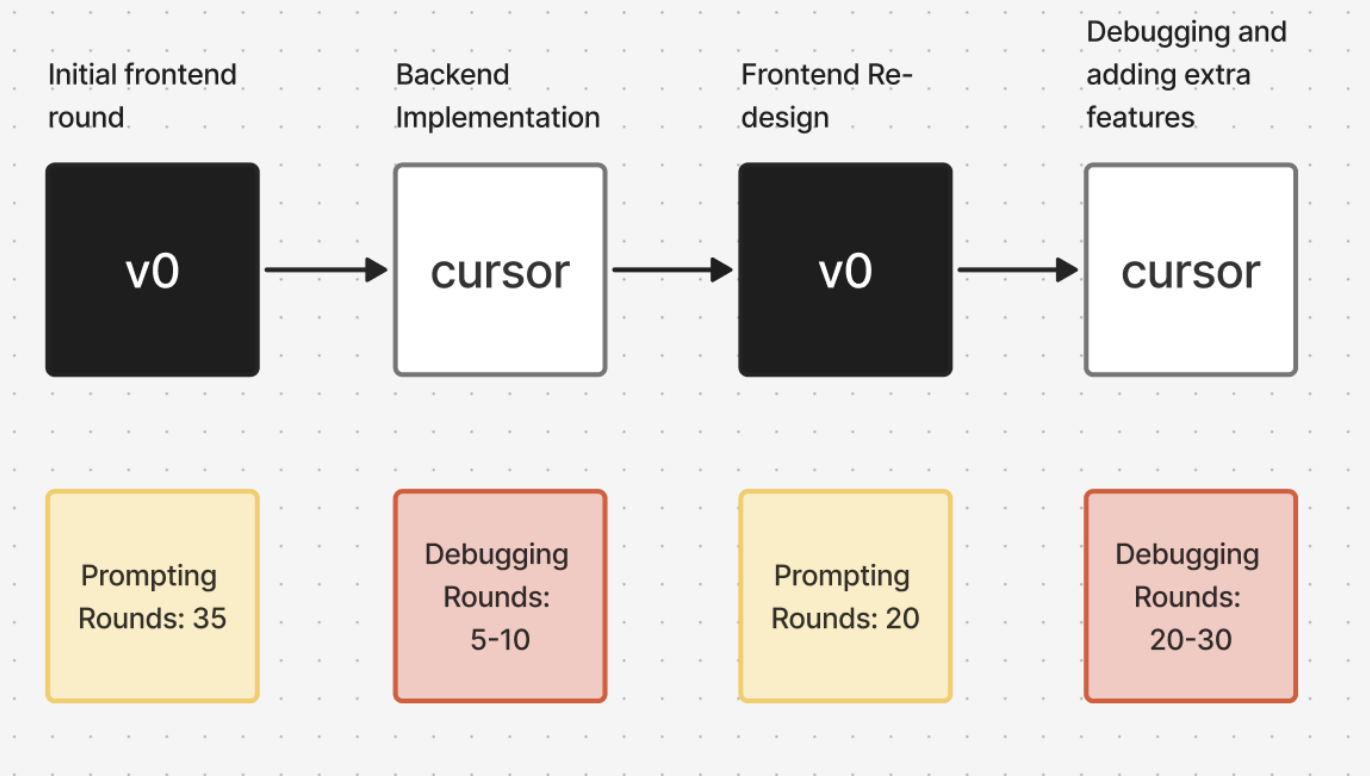 Initial frontend
round
Backend
Implementation
Frontend Re-
design
Debugging and
adding extra
features
v0
cursor
v0
cursor
Prompting
Rounds: 35
Debugging
Rounds:
5-10
Prompting
Rounds: 20
Debugging
Rounds:
20-30